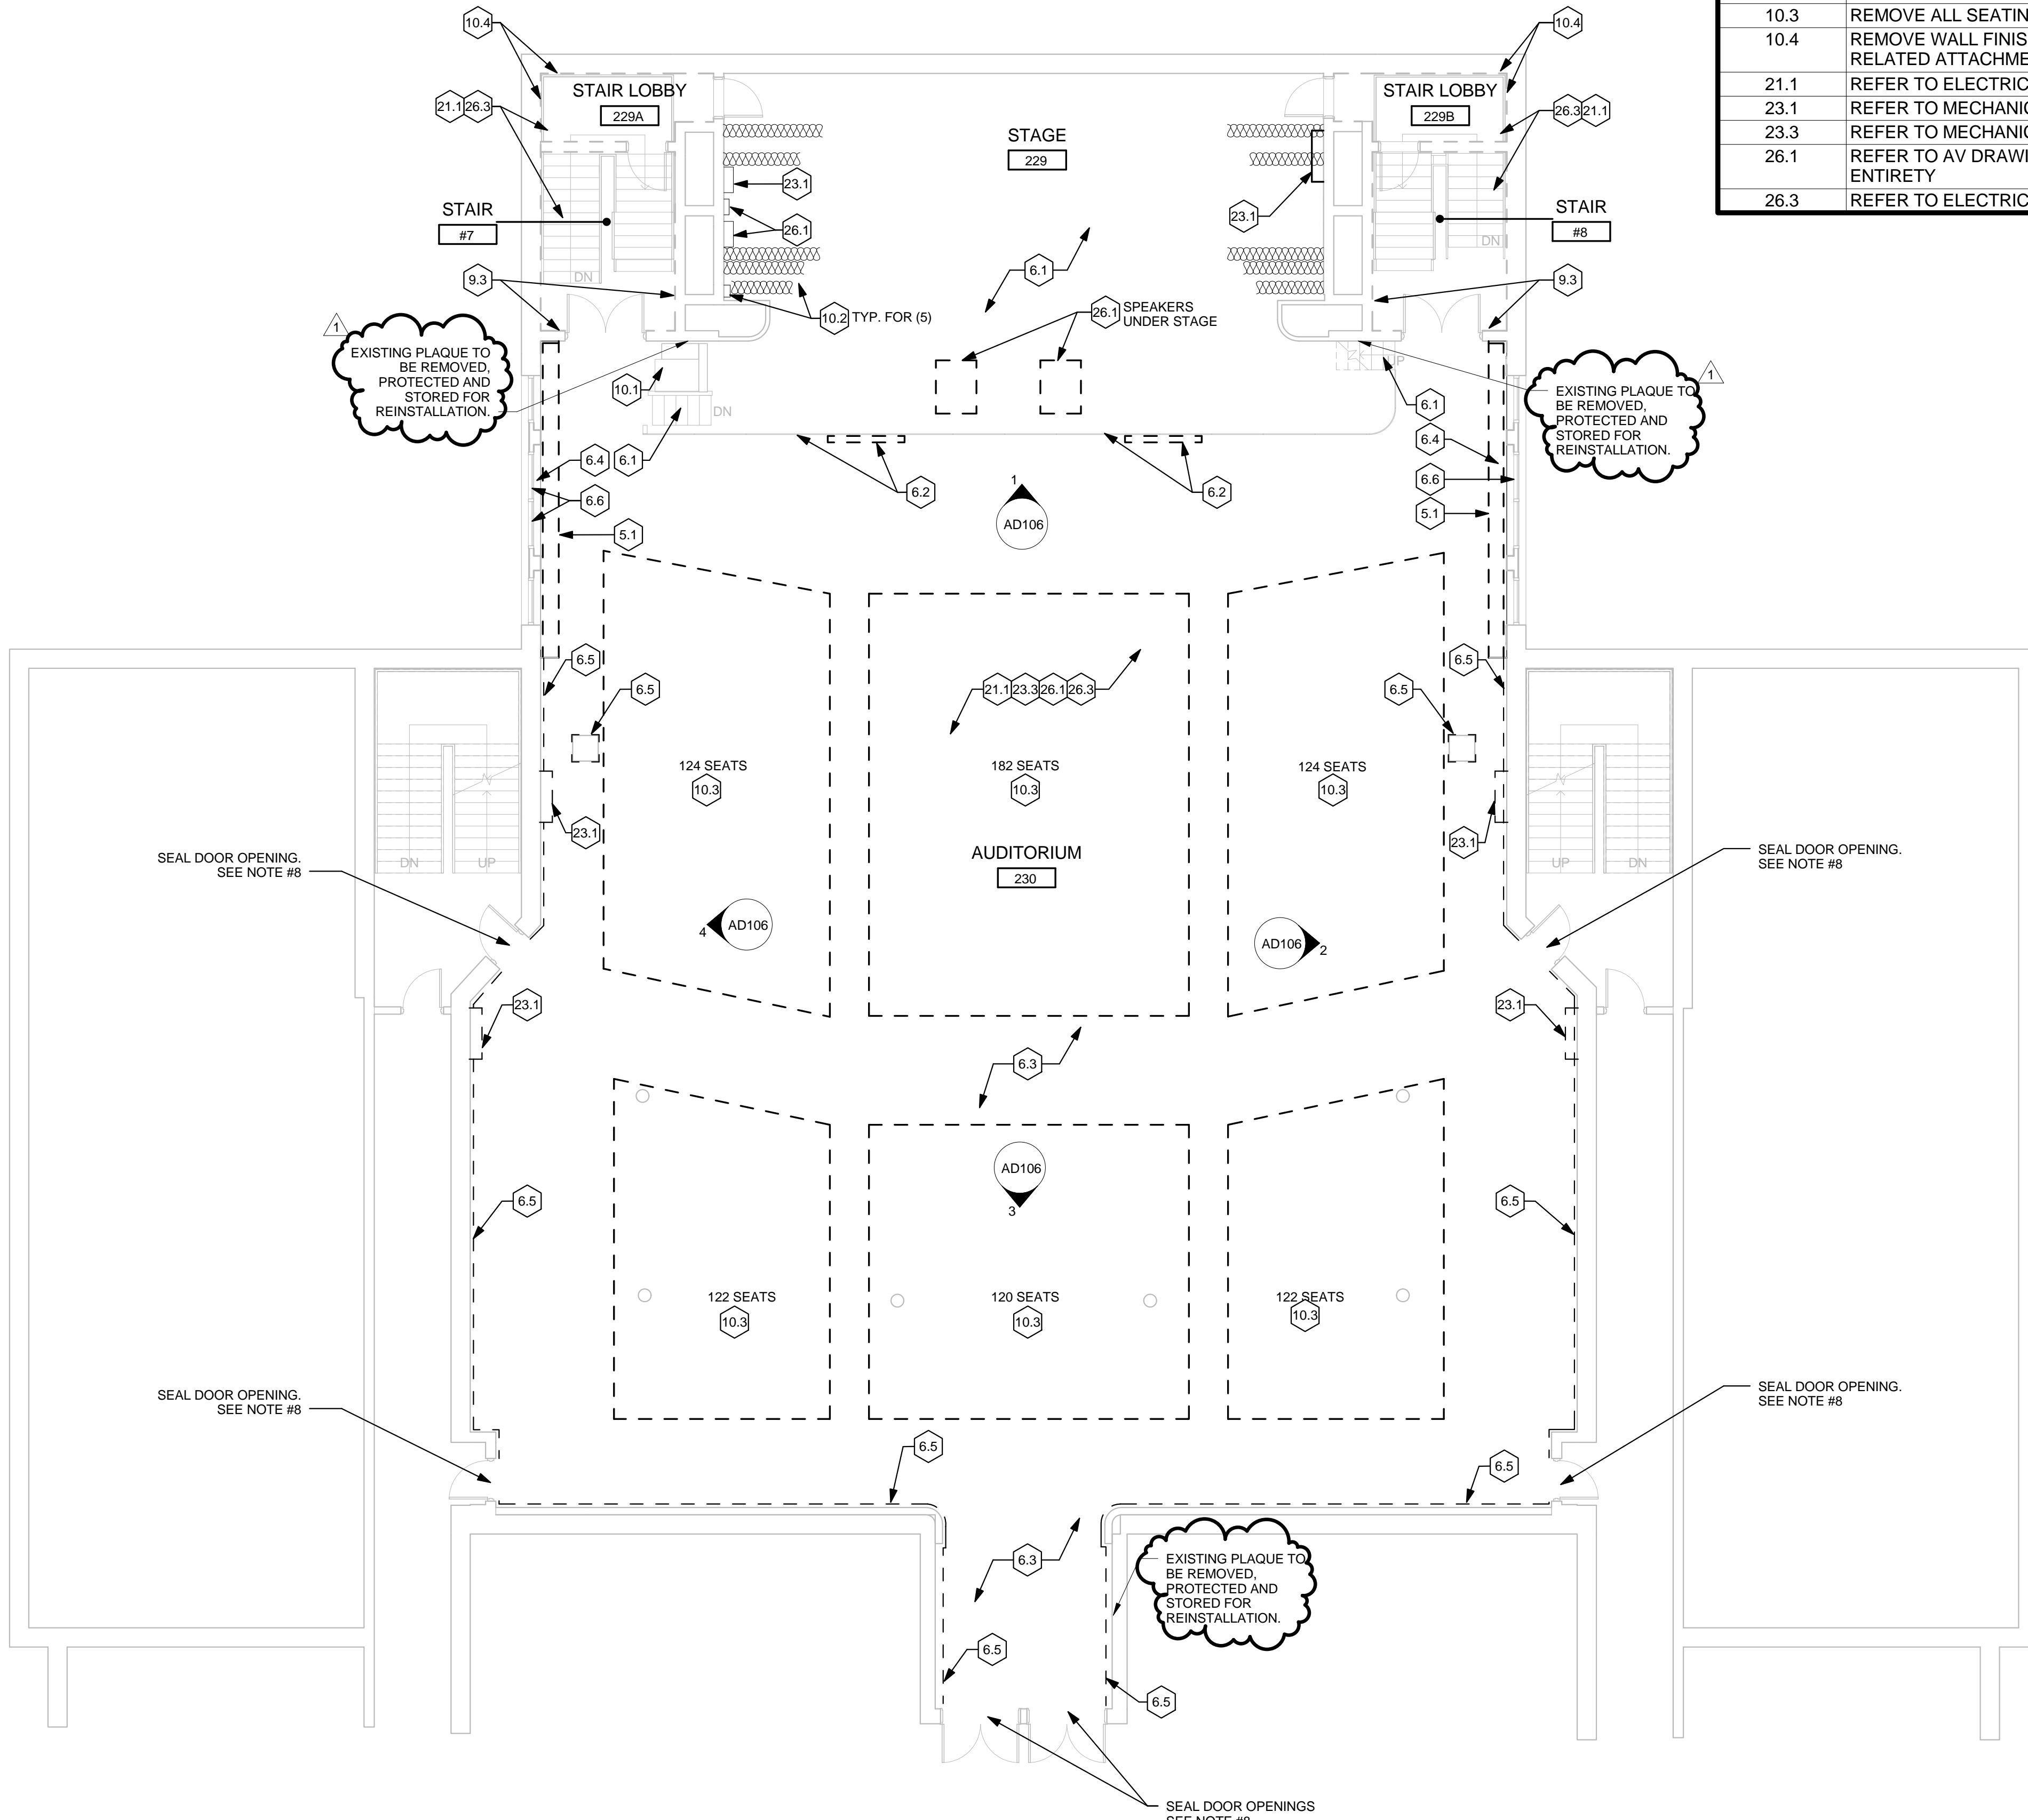 10.3 REMOVE ALL SEATIN
10.4 REMOVE WALL FINIS
RELATED ATTACHME
21.1 REFER TO ELECTRIC
23.1 REFER TO MECHANIC
23.3 REFER TO MECHANIC
26.1 REFER TO AV DRAWI
ENTIRETY
26.3 REFER TO ELECTRIC
10.4
10.4
STAIR LOBBY
229A
STAIR LOBBY
229B
21.1 26.3
26.3 21.1
STAGE
229
23.1
23.1
26.1
STAIR
#7
STAIR
#8
DN
DN
9.3
6.1
9.3
10.2 TYP. FOR (5)
26.1 SPEAKERS
UNDER STAGE
1
EXISTING PLAQUE TO
BE REMOVED,
PROTECTED AND
STORED FOR
REINSTALLATION.
1
EXISTING PLAQUE TO
BE REMOVED,
PROTECTED AND
STORED FOR
REINSTALLATION.
UP
10.1
DN
6.1
6.4 6.1
6.4
6.2
6.2
6.6
6.6
5.1
5.1
1
AD106
6.5
6.5
6.5
6.5
21.1 23.3 26.1 26.3
124 SEATS
10.3
182 SEATS
10.3
124 SEATS
10.3
23.1
23.1
AUDITORIUM
230
DN UP
UP DN
SEAL DOOR OPENING.
SEE NOTE #8
SEAL DOOR OPENING.
SEE NOTE #8
4 AD106
AD106 2
23.1
23.1
6.3
AD106
3
6.5
6.5
122 SEATS
10.3
120 SEATS
10.3
122 SEATS
10.3
SEAL DOOR OPENING.
SEE NOTE #8
SEAL DOOR OPENING.
SEE NOTE #8
6.5
6.5
6.3
EXISTING PLAQUE TO
BE REMOVED,
PROTECTED AND
STORED FOR
REINSTALLATION.
6.5
6.5
SEAL DOOR OPENINGS
SEE NOTE #8